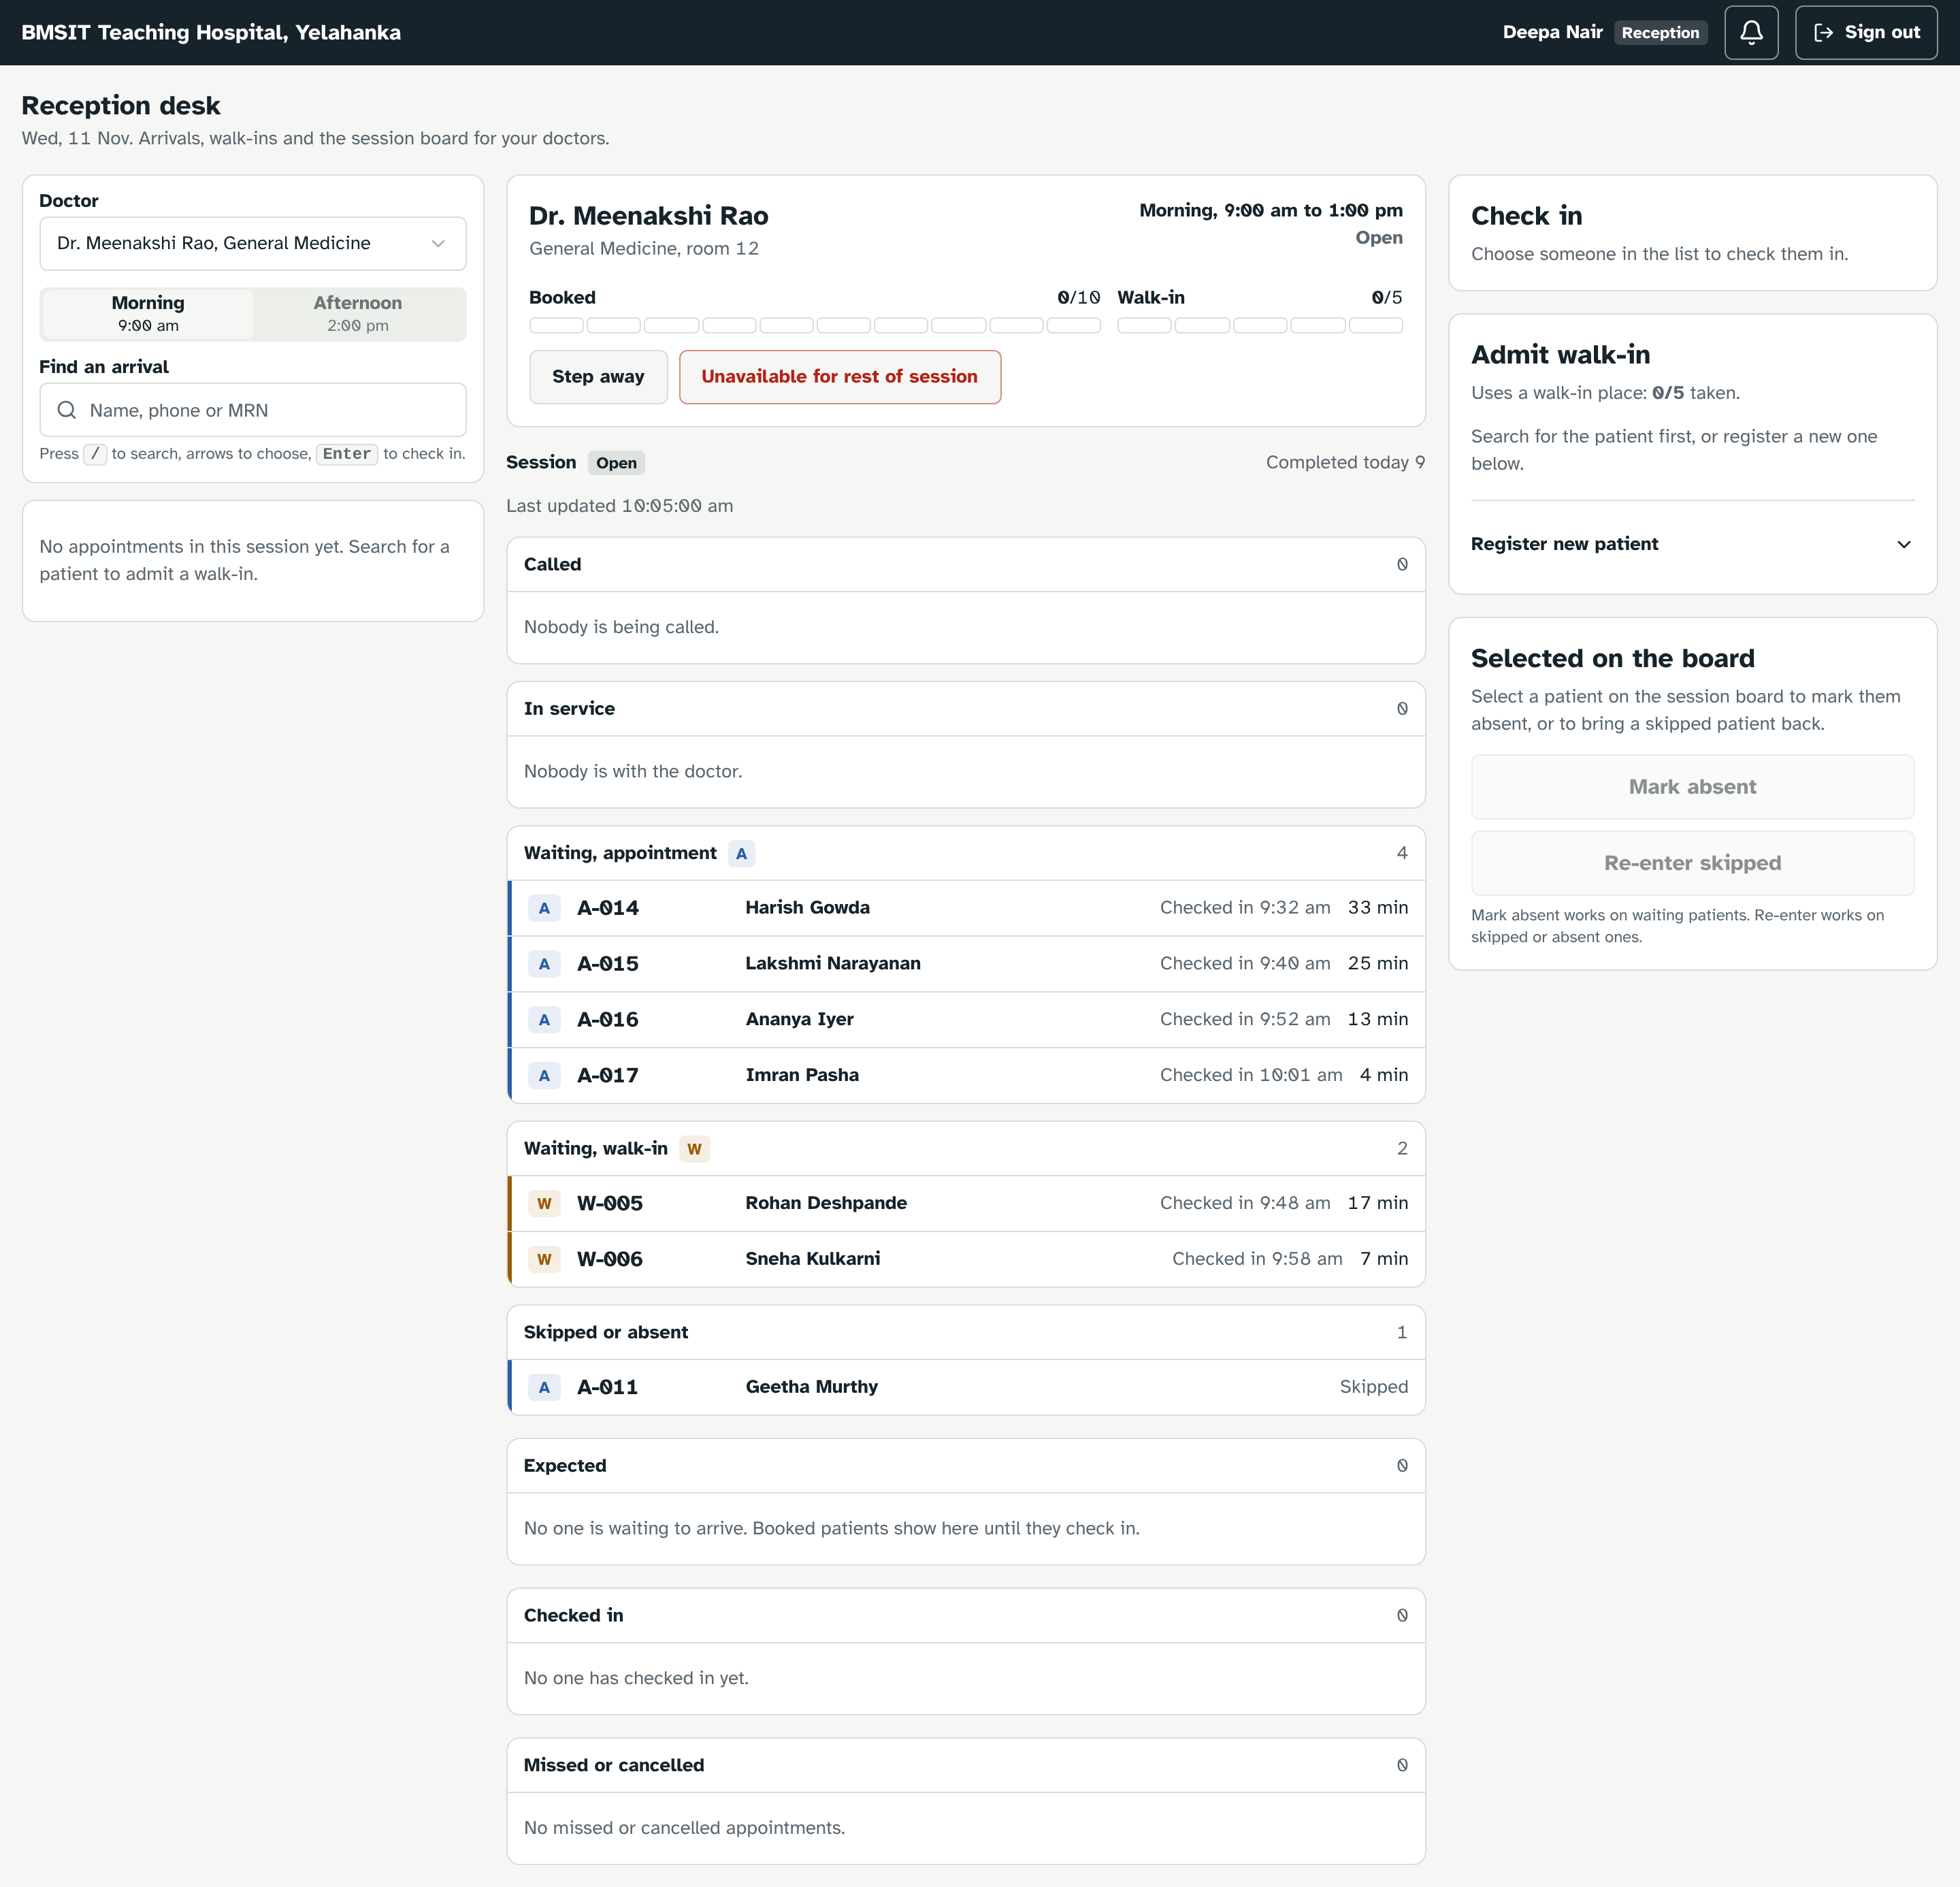 BMSIT Teaching Hospital, Yelahanka
Deepa Nair Reception Sign out
Reception desk
Wed, 11 Nov. Arrivals, walk-ins and the session board for your doctors.
Doctor
Dr. Meenakshi Rao, General Medicine
Morning
9:00 am
Afternoon
2:00 pm
Find an arrival
Name, phone or MRN
Press / to search, arrows to choose, Enter to check in.
No appointments in this session yet. Search for a
patient to admit a walk-in.
Dr. Meenakshi Rao
General Medicine, room 12
Morning, 9:00 am to 1:00 pm
Open
Booked 0/10
Walk-in 0/5
Step away
Unavailable for rest of session
Session Open
Completed today 9
Last updated 10:05:00 am
Called 0
Nobody is being called.
In service 0
Nobody is with the doctor.
Waiting, appointment A 4
A A-014 Harish Gowda Checked in 9:32 am 33 min
A A-015 Lakshmi Narayanan Checked in 9:40 am 25 min
A A-016 Ananya Iyer Checked in 9:52 am 13 min
A A-017 Imran Pasha Checked in 10:01 am 4 min
Waiting, walk-in W 2
W W-005 Rohan Deshpande Checked in 9:48 am 17 min
W W-006 Sneha Kulkarni Checked in 9:58 am 7 min
Skipped or absent 1
A A-011 Geetha Murthy Skipped
Expected 0
No one is waiting to arrive. Booked patients show here until they check in.
Checked in 0
No one has checked in yet.
Missed or cancelled 0
No missed or cancelled appointments.
Check in
Choose someone in the list to check them in.
Admit walk-in
Uses a walk-in place: 0/5 taken.
Search for the patient first, or register a new one
below.
Register new patient
Selected on the board
Select a patient on the session board to mark them
absent, or to bring a skipped patient back.
Mark absent
Re-enter skipped
Mark absent works on waiting patients. Re-enter works on
skipped or absent ones.